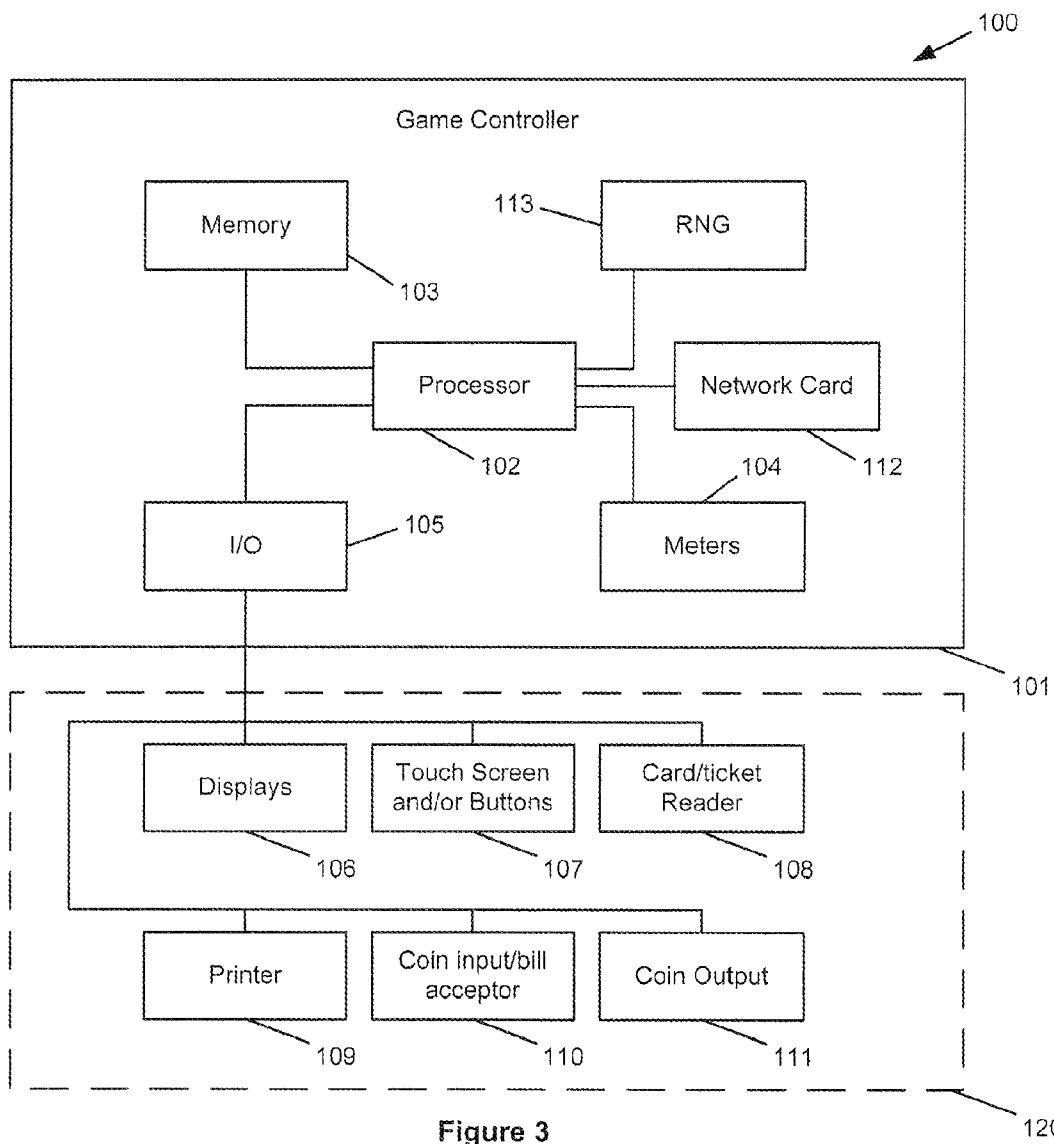 100
Game Controller
Memory
103
113
RNG
Processor
102
Network Card
112
I/O
105
104
Meters
101
Displays
106
Touch Screen
and/or Buttons
107
Card/ticket
Reader
108
Printer
109
Coin input/bill
acceptor
110
Coin Output
111
Figure 3